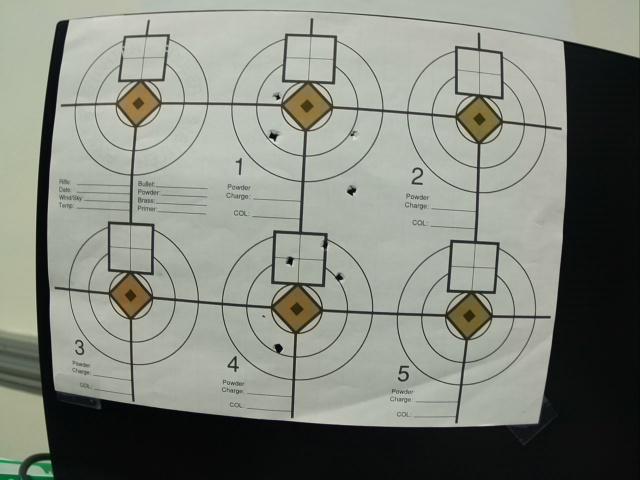 Rifle:
Date:
Wind/Sky
Temp:
Bullet:
Powder:
Brass:
Primer:
1
Powder
Charge:
COL:
2
Powder
Charge:
COL:
3
Powder
Charge:
COL:
4
Powder
Charge:
COL:
5
Powder
Charge:
COL: